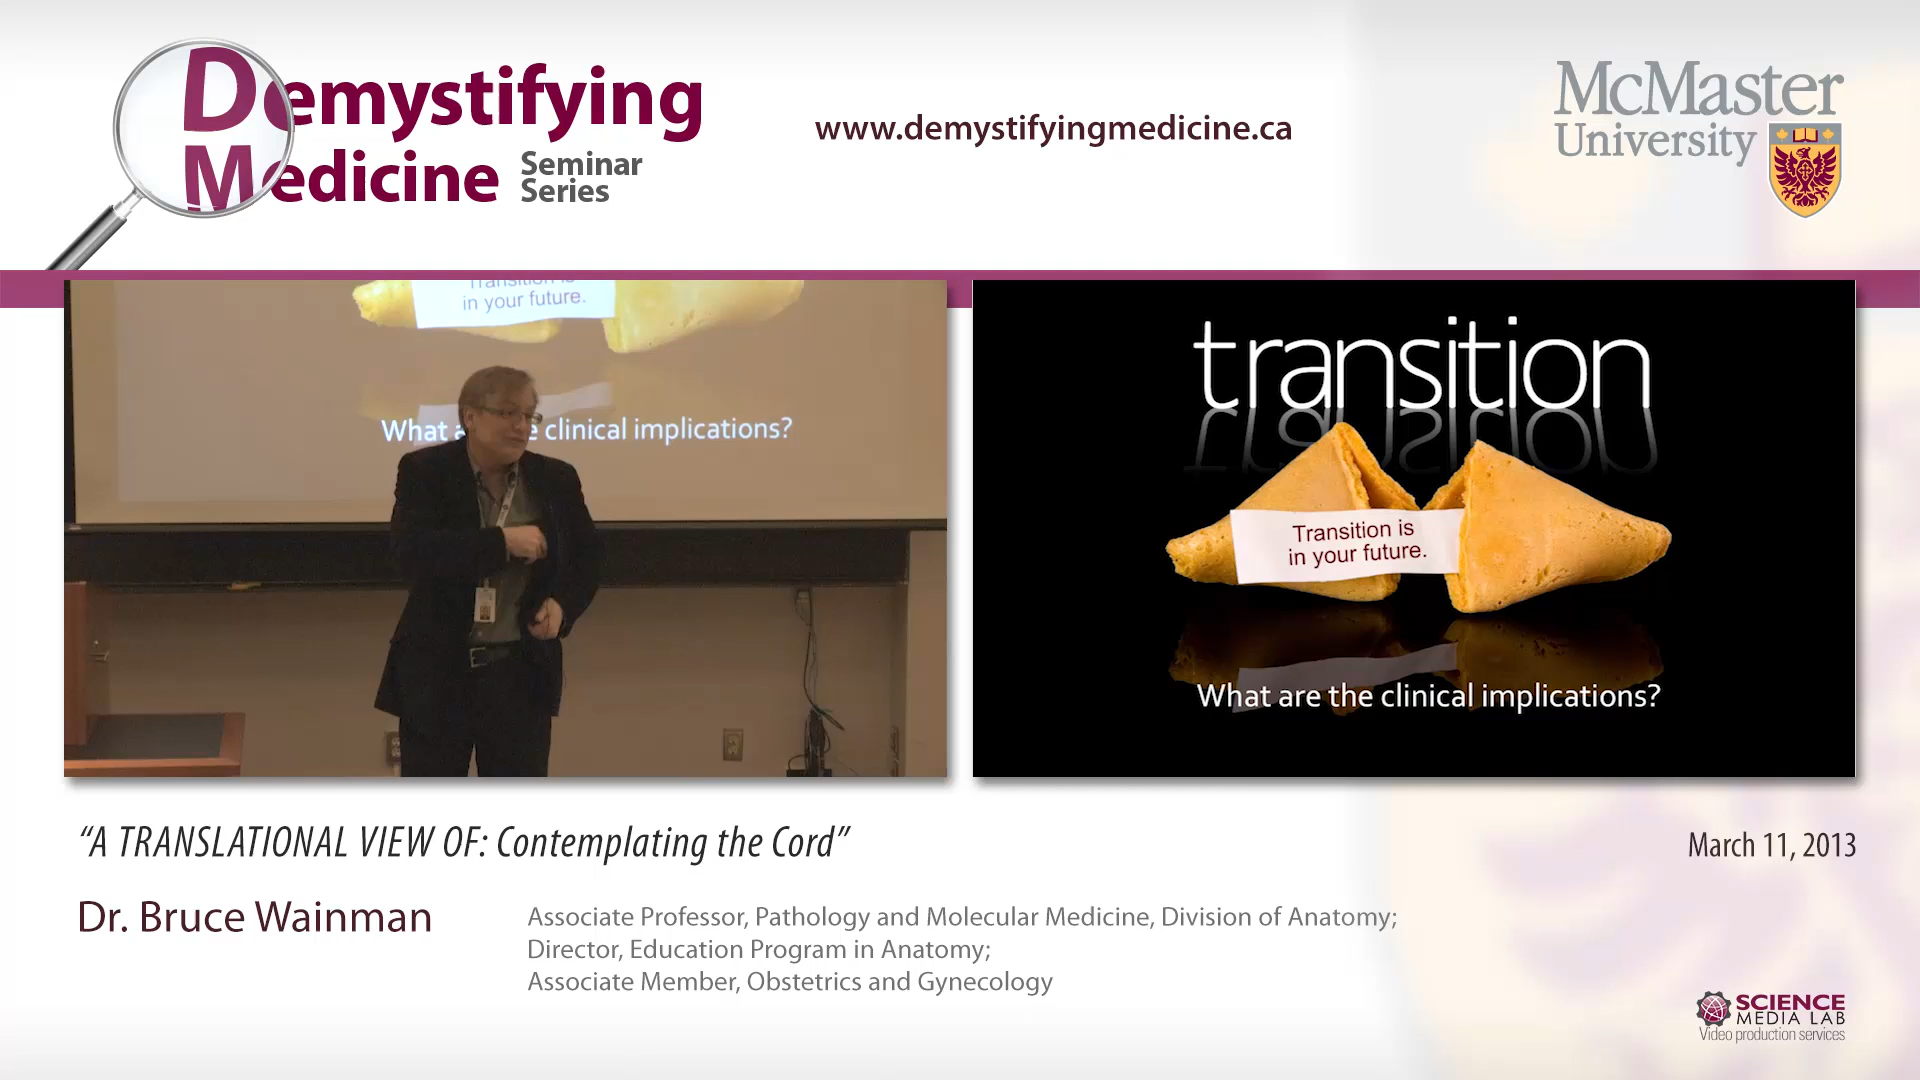 Demystifying
Medicine Seminar
Series
www.demystifyingmedicine.ca
McMaster
University
in your future.
What are clinical implications?
transition
Transition is
in your future.
What are the clinical implications?
“A TRANSLATIONAL VIEW OF: Contemplating the Cord”
March 11, 2013
Dr. Bruce Wainman
Associate Professor, Pathology and Molecular Medicine, Division of Anatomy;
Director, Education Program in Anatomy;
Associate Member, Obstetrics and Gynecology
SCIENCE
MEDIA LAB
Video production services